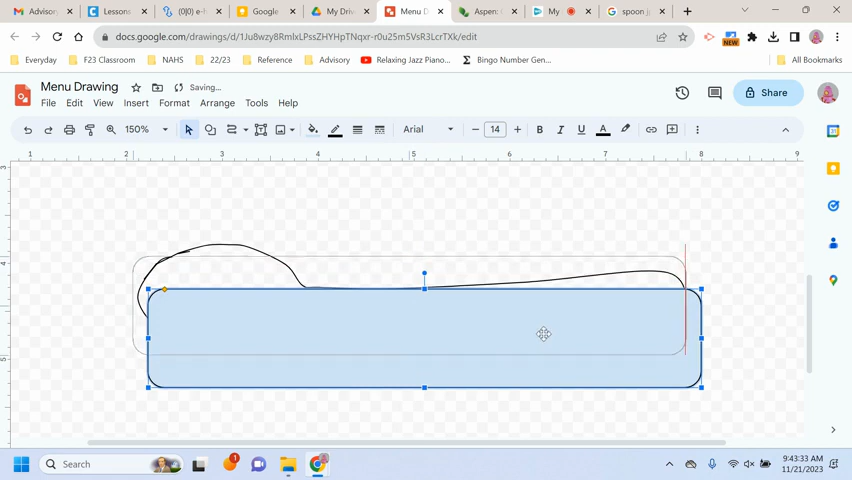 Advisory
Lessons
(0|0) e-h
Google
My Driv
Menu D
Aspen: G
My
spoon j
docs.google.com/drawings/d/1Ju8wzy8RmlxLPssZHYHpTNqxr-r0u25m5VsR3LcrTXk/edit
NEW
Everyday
F23 Classroom
NAHS
22/23
Reference
Advisory
Relaxing Jazz Piano...
Bingo Number Gen...
All Bookmarks
Menu Drawing
Saving...
File Edit View Insert Format Arrange Tools Help
Share
150% Arial 14 B I U A
1 2 3 4 5 6 7 8 9
3
4
5
Search
1
9:43:33 AM
11/21/2023